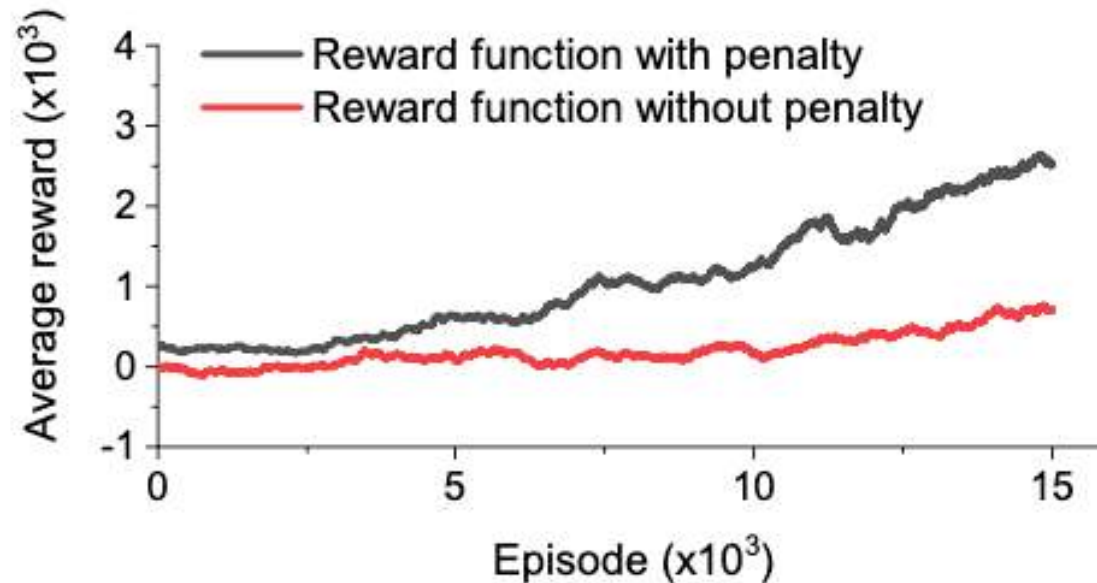 Average reward (x10³)
4
3
2
1
0
-1
Reward function with penalty
Reward function without penalty
0 5 10 15
Episode (x10³)